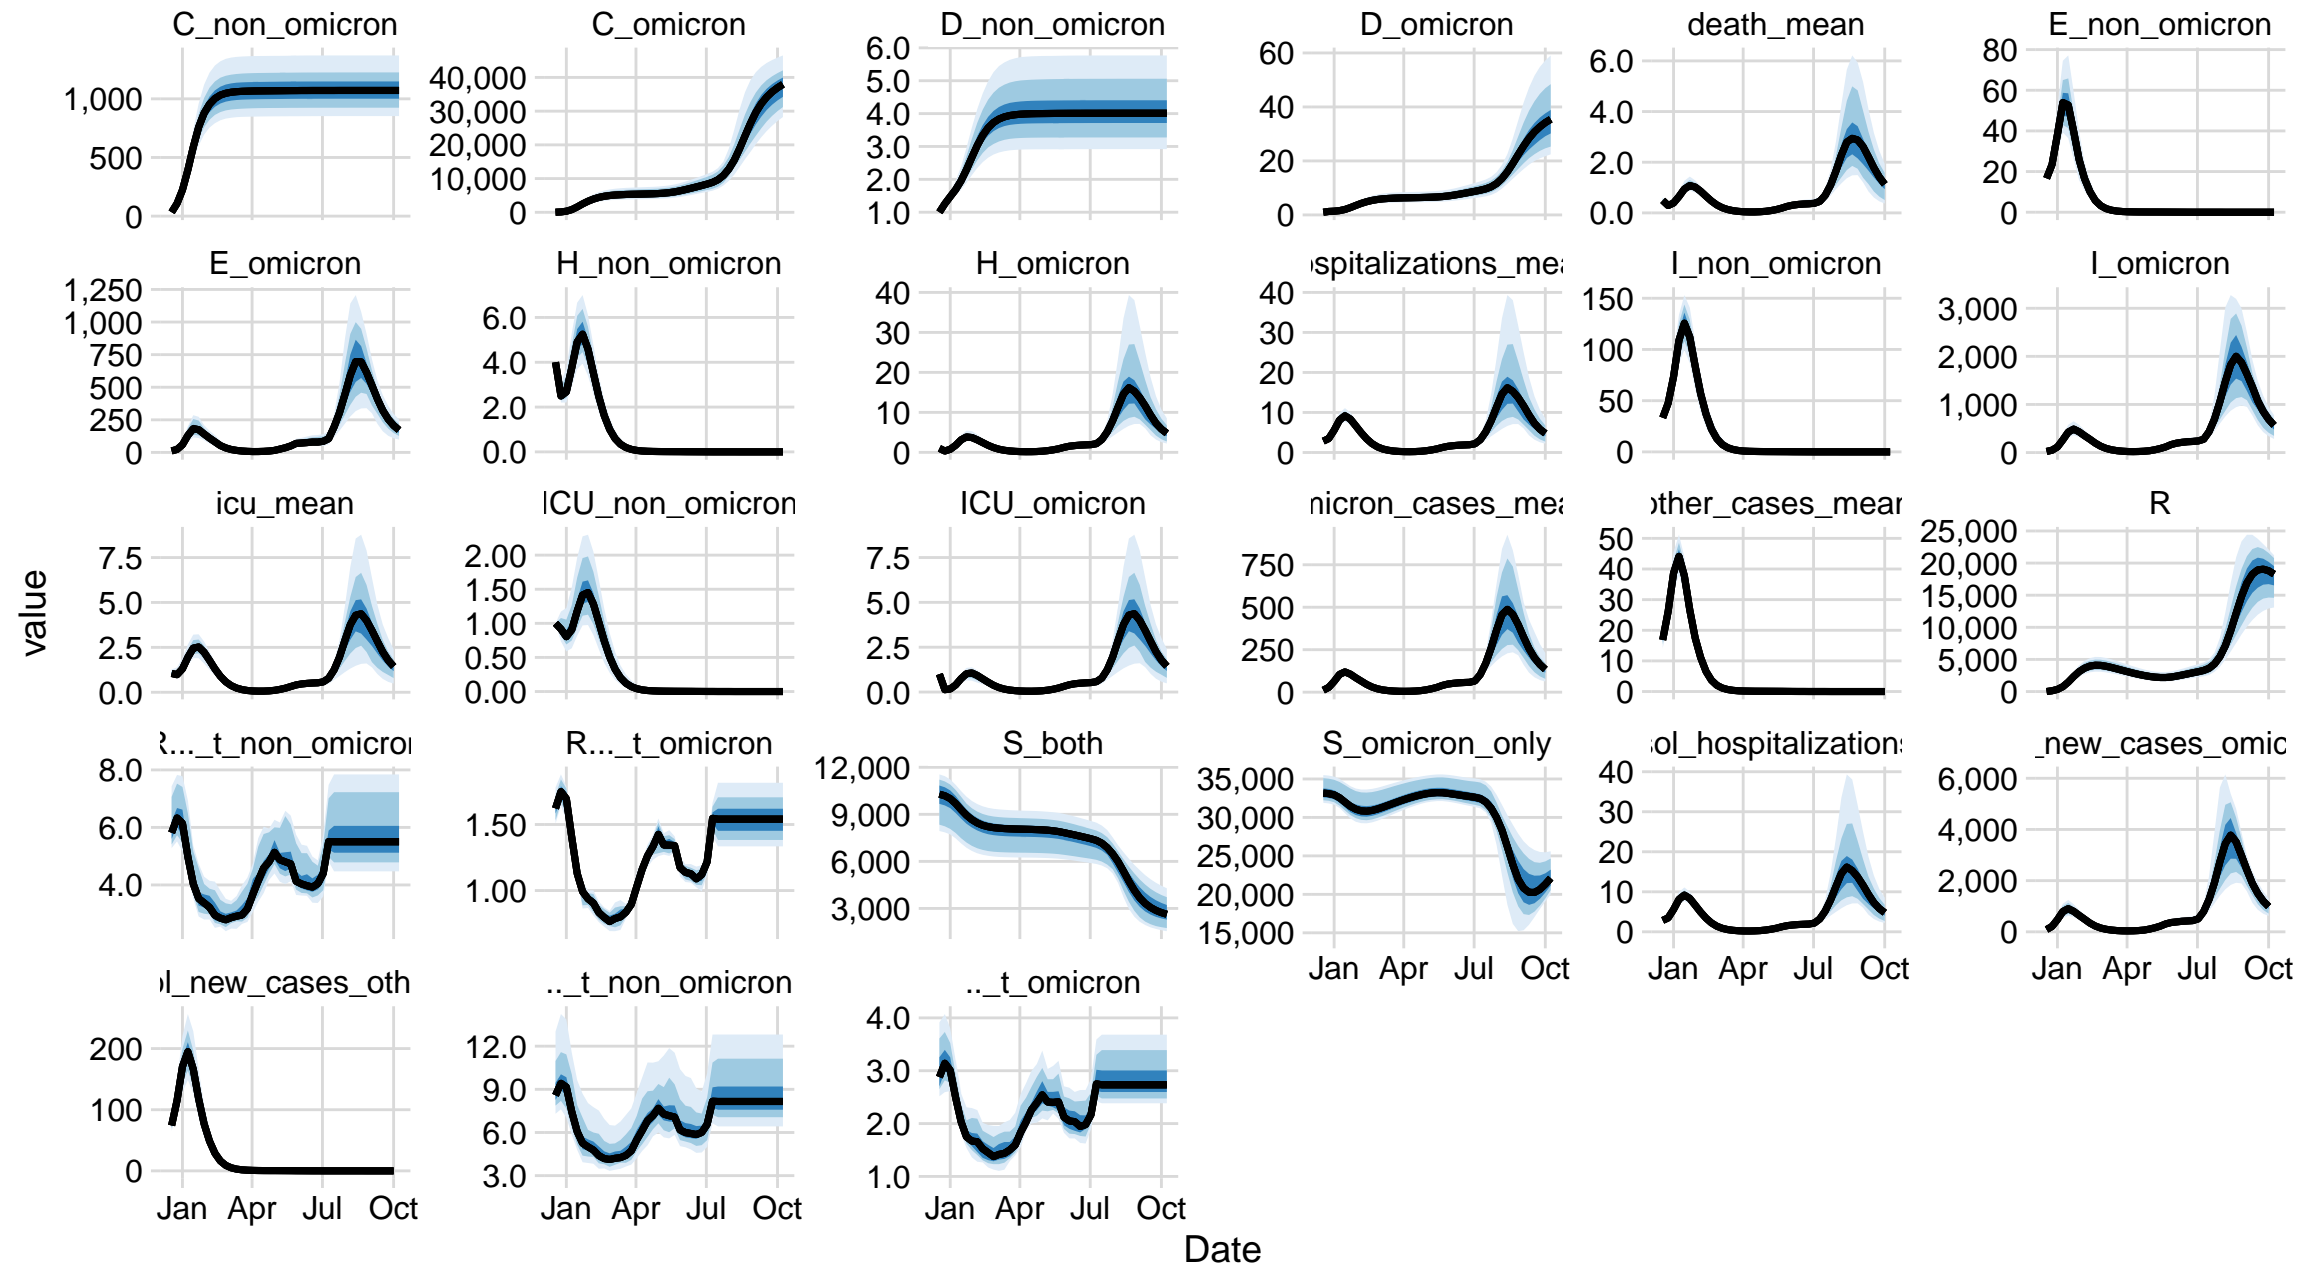 C_non_omicron C_omicron D_non_omicron D_omicron death_mean E_non_omicron
1,000 500 0
40,000 30,000 20,000 10,000 0
6.0 5.0 4.0 3.0 2.0 1.0
60 40 20 0
6.0 4.0 2.0 0.0
80 60 40 20 0
E_omicron H_non_omicron H_omicron ospitalizations_mea I_non_omicron I_omicron
1,250 1,000 750 500 250 0
6.0 4.0 2.0 0.0
40 30 20 10 0
40 30 20 10 0
150 100 50 0
3,000 2,000 1,000 0
icu_mean ICU_non_omicron ICU_omicron micron_cases_mea other_cases_mean R
7.5 5.0 2.5 0.0
2.00 1.50 1.00 0.50 0.00
7.5 5.0 2.5 0.0
750 500 250 0
50 40 30 20 10 0
25,000 20,000 15,000 10,000 5,000 0
R..._t_non_omicron R..._t_omicron S_both S_omicron_only sol_hospitalizations _new_cases_omic
8.0 6.0 4.0
1.50 1.00
12,000 9,000 6,000 3,000
35,000 30,000 25,000 20,000 15,000
40 30 20 10 0
6,000 4,000 2,000 0
Jan Apr Jul Oct Jan Apr Jul Oct Jan Apr Jul Oct
ol_new_cases_oth .._t_non_omicron .._t_omicron
200 100 0
12.0 9.0 6.0 3.0
4.0 3.0 2.0 1.0
Jan Apr Jul Oct Jan Apr Jul Oct Jan Apr Jul Oct
value
Date